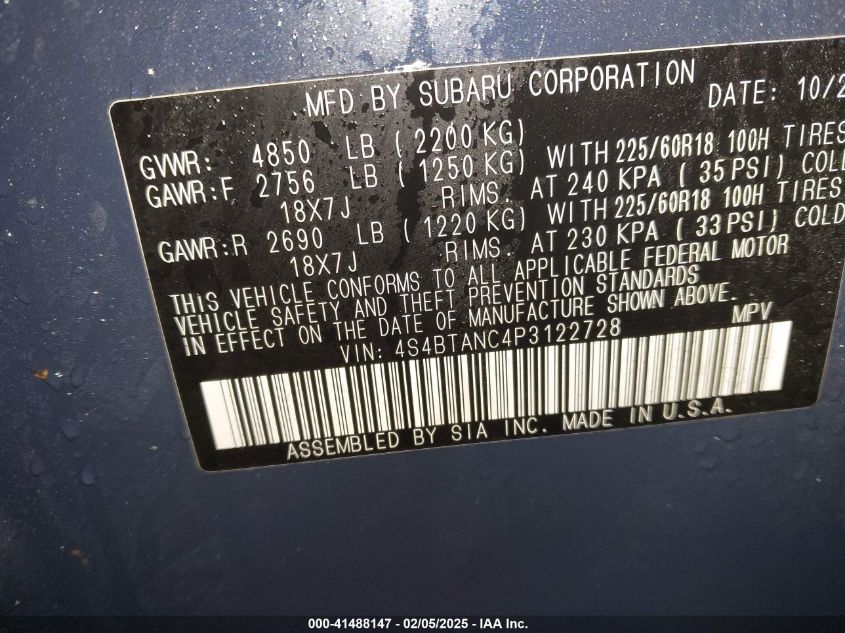 MFD BY SUBARU CORPORATION DATE: 10/2
GVWR: 4850 LB ( 2200 KG)
GAWR:F 2756 LB ( 1250 KG) WITH 225/60R18 100H TIRES
18X7J RIMS. AT 240 KPA ( 35 PSI) COLD
GAWR:R 2690 LB ( 1220 KG) WITH 225/60R18 100H TIRES
18X7J RIMS. AT 230 KPA ( 33 PSI) COLD
THIS VEHICLE CONFORMS TO ALL APPLICABLE FEDERAL MOTOR
VEHICLE SAFETY AND THEFT PREVENTION STANDARDS
IN EFFECT ON THE DATE OF MANUFACTURE SHOWN ABOVE.
VIN: 4S4BTANC4P3122728 MPV
ASSEMBLED BY SIA INC. MADE IN U.S.A.
000-41488147 - 02/05/2025 - IAA Inc.